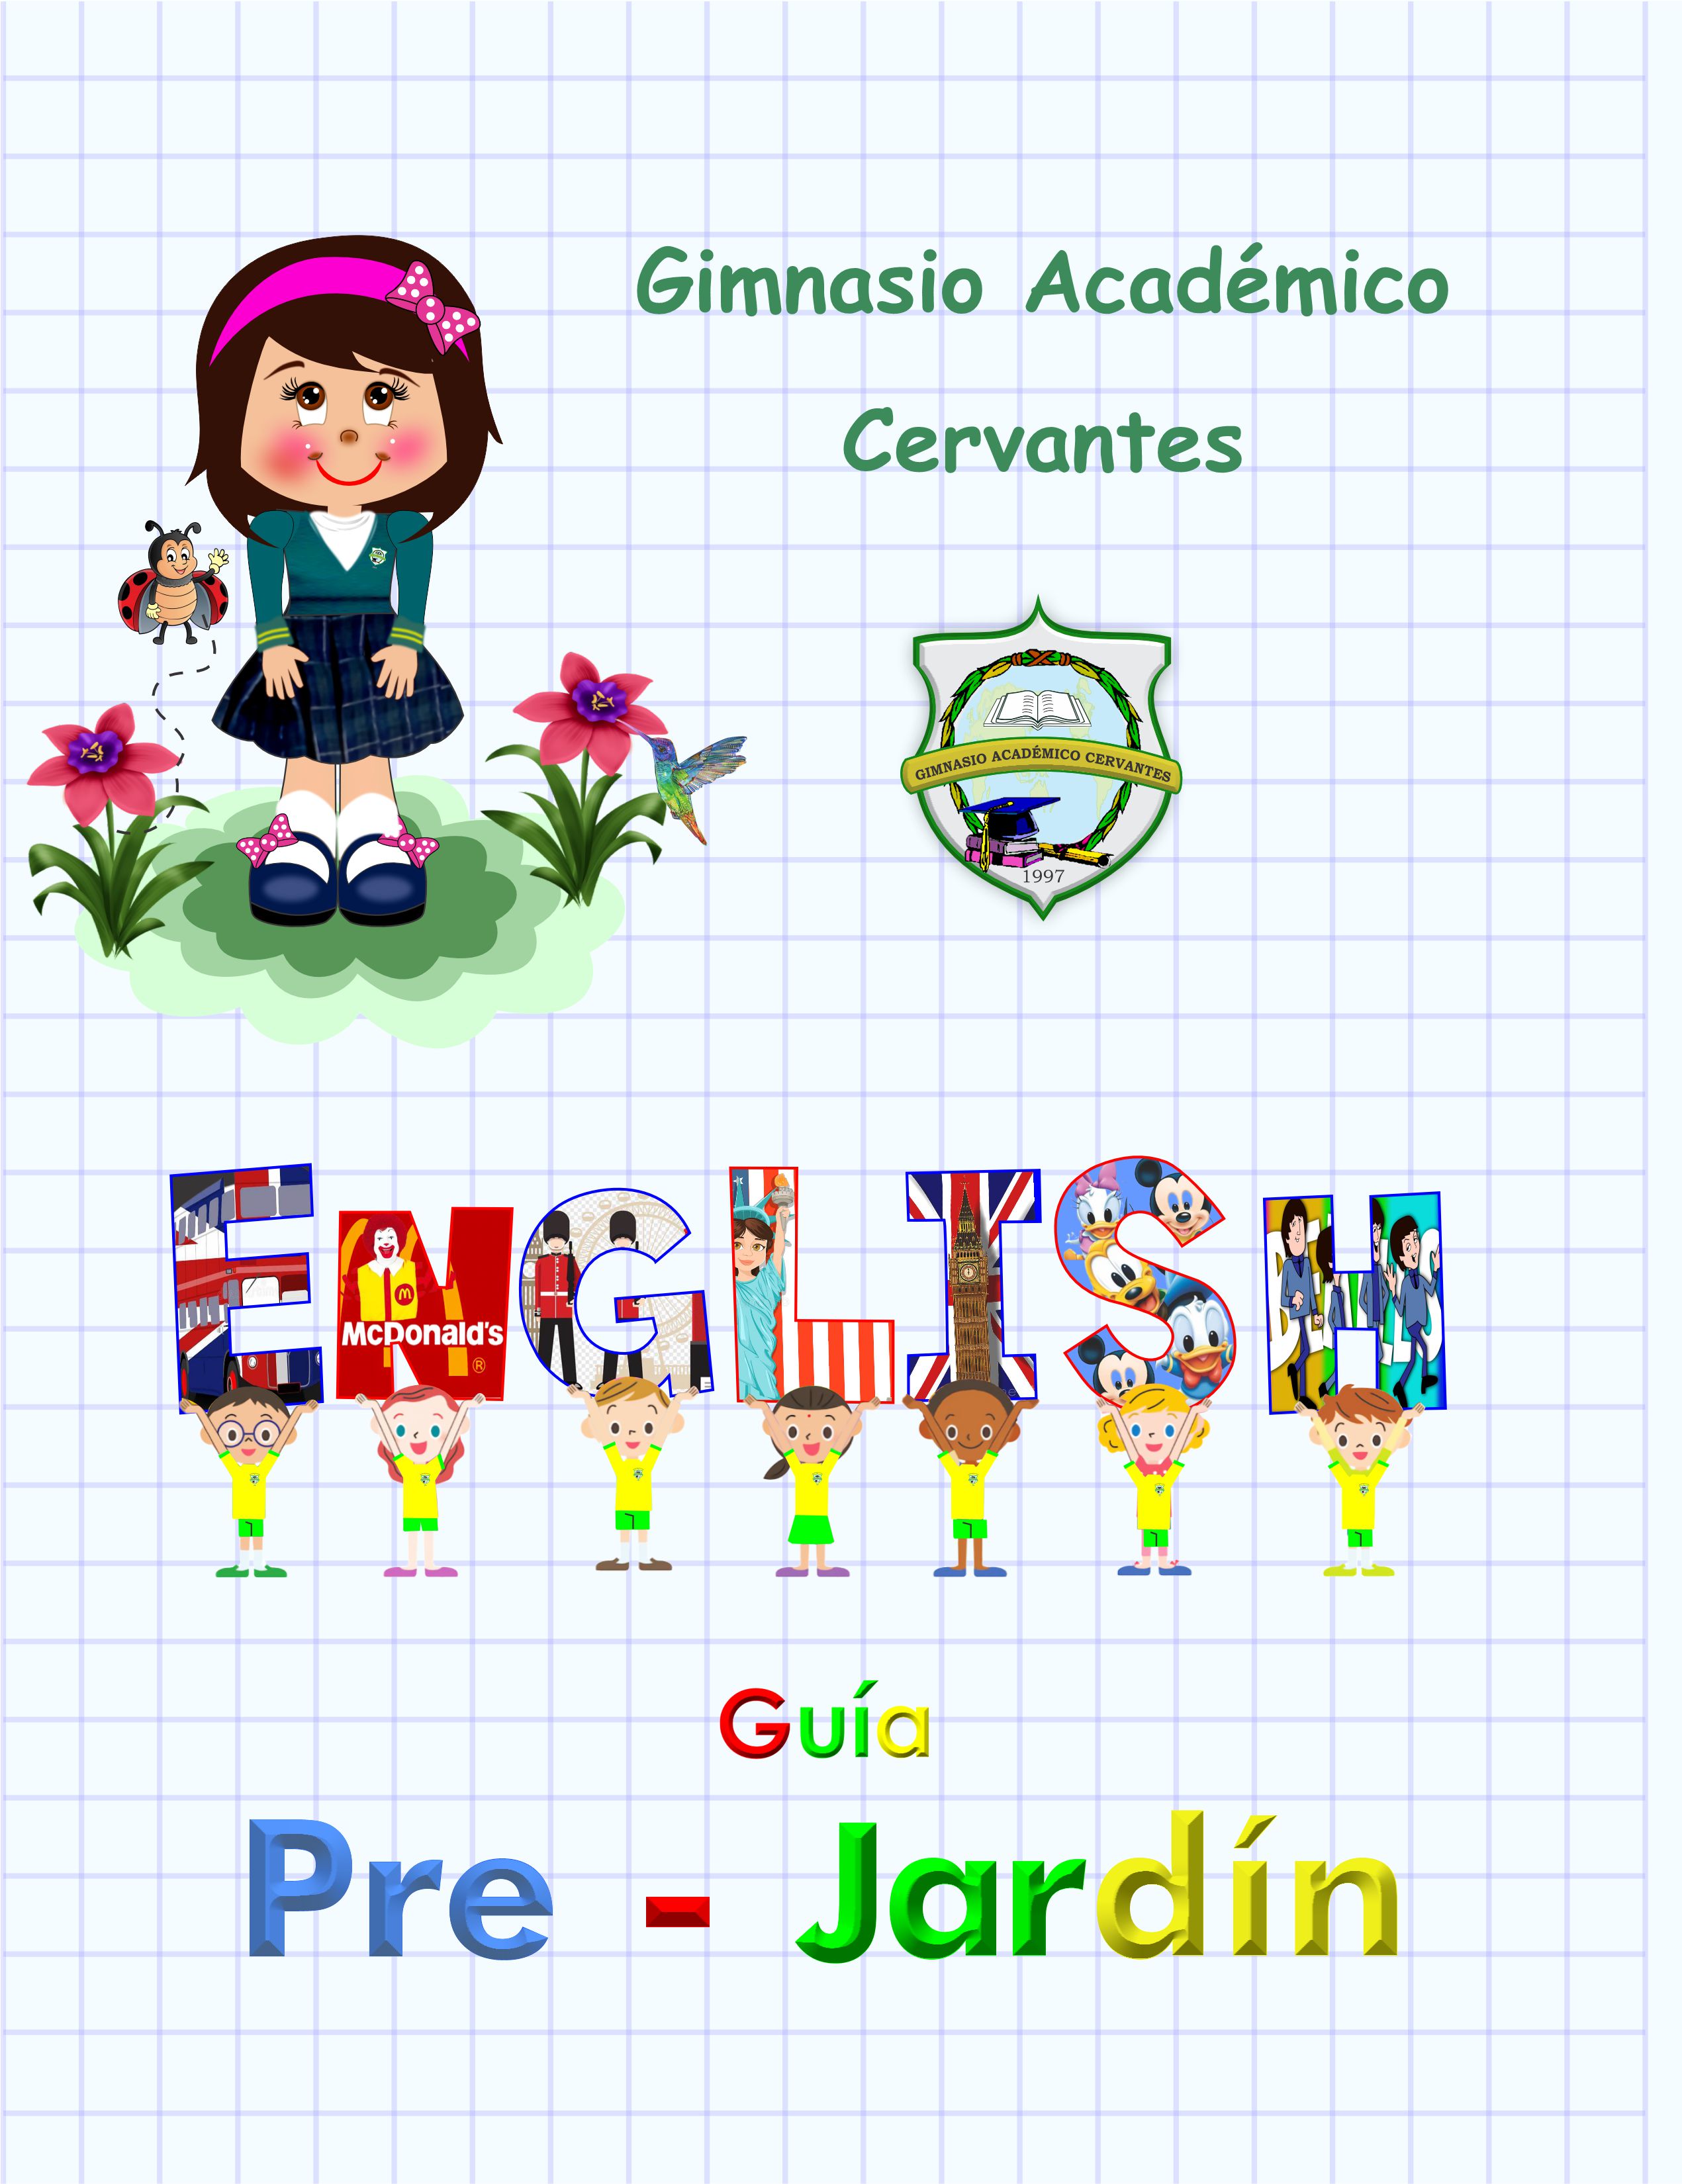 Gimnasio Académico
Cervantes
GIMNASIO ACADÉMICO CERVANTES
1997
ENGLISH
McDonald's
®
Guía
Pre - Jardín